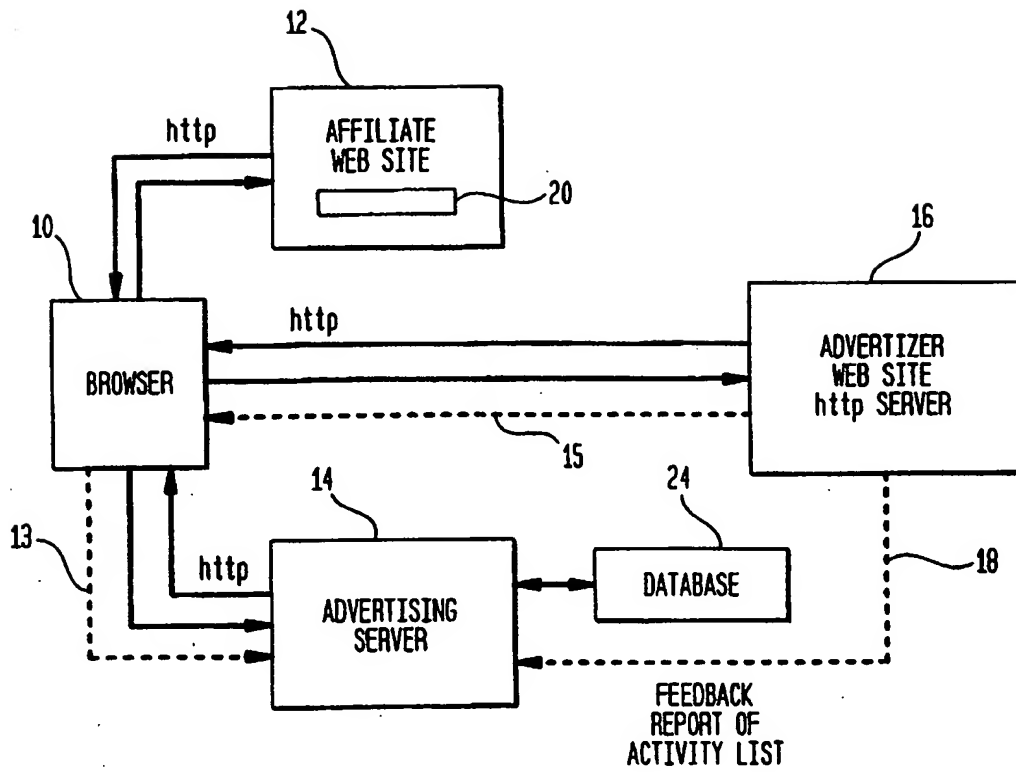 12
http
AFFILIATE
WEB SITE
20
10
16
http
BROWSER
ADVERTIZER
WEB SITE
http SERVER
15
14
24
13
http
18
ADVERTISING
SERVER
DATABASE
FEEDBACK
REPORT OF
ACTIVITY LIST